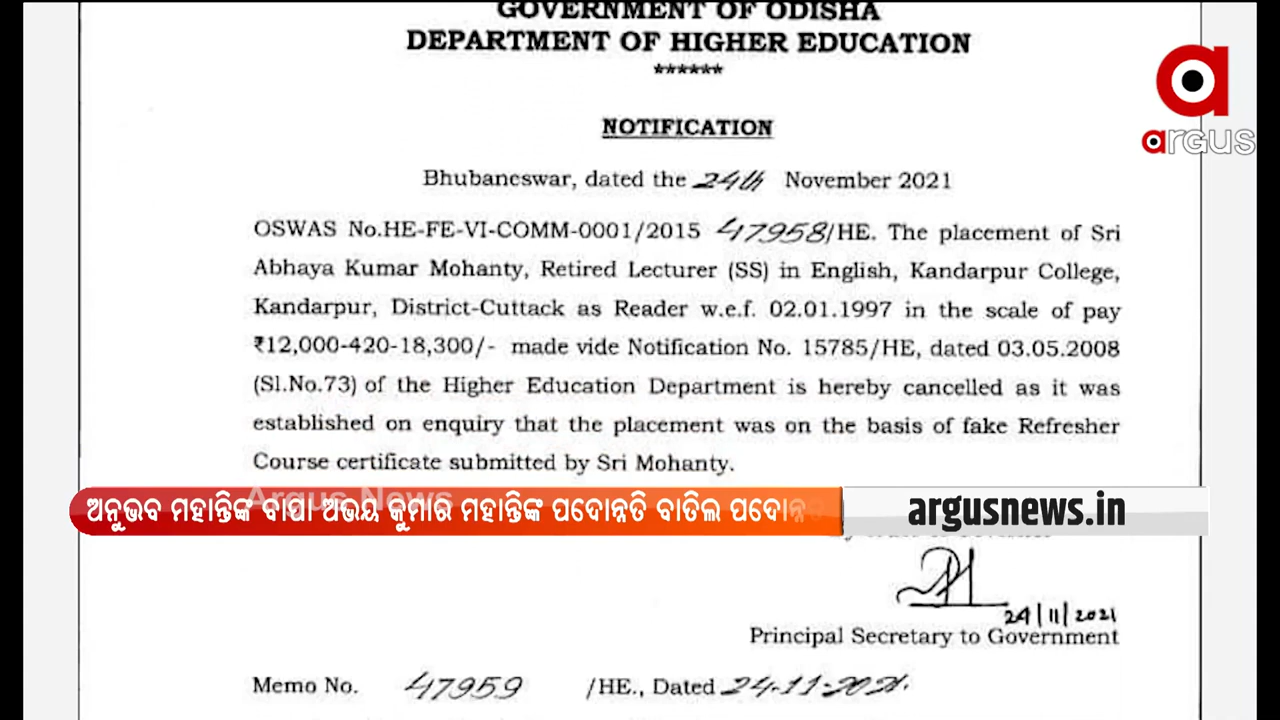 GOVERNMENT OF ODISHA
DEPARTMENT OF HIGHER EDUCATION
******
NOTIFICATION
Bhubaneswar, dated the 24th November 2021
OSWAS No.HE-FE-VI-COMM-0001/2015 47958/HE. The placement of Sri
Abhaya Kumar Mohanty, Retired Lecturer (SS) in English, Kandarpur College,
Kandarpur, District-Cuttack as Reader w.e.f. 02.01.1997 in the scale of pay
₹12,000-420-18,300/- made vide Notification No. 15785/HE, dated 03.05.2008
(Sl.No.73) of the Higher Education Department is hereby cancelled as it was
established on enquiry that the placement was on the basis of fake Refresher
Course certificate submitted by Sri Mohanty.
24/11/2021
Principal Secretary to Government
Memo No. 47959 /HE., Dated 24.11.2021.
argus
Argus News
ଅନୁଭବ ମହାନ୍ତିଙ୍କ ବାପା ଅଭୟ କୁମାର ମହାନ୍ତିଙ୍କ ପଦୋନ୍ନତି ବାତିଲ ପଦୋନ୍ନ
argusnews.in